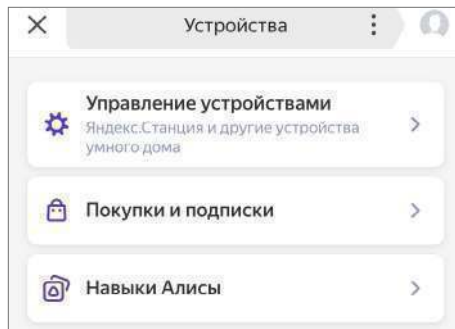 Устройства
Управление устройствами
Яндекс.Станция и другие устройства
умного дома
Покупки и подписки
Навыки Алисы